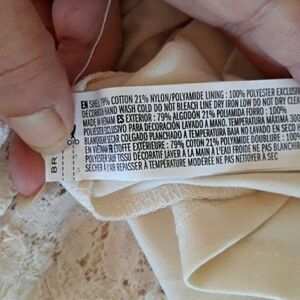 EN SHELL 79% COTTON 21% NYLON/POLYAMIDE LINING : 100% POLYESTER EXCLUSIVE
DECORATION HAND WASH COLD DO NOT BLEACH LINE DRY IRON LOW DO NOT DRY CLEAN
MADE IN VIETNAM ES EXTERIOR : 79% ALGODÓN 21% POLIAMIDA FORRO : 100%
POLIÉSTER EXCLUSIVO PARA DECORACIÓN LAVADO A MANO. TEMPERATURA MÁXIMA 30
BLANQUEAR SECAR COLGADO PLANCHADO A TEMPERATURA BAJA NO LAVADO EN SECO
EN VIETNAM FR ÉTOFFE EXTÉRIEURE : 79% COTON 21% POLYAMIDE DOUBLURE : 100%
POLYESTER SAUF TISSU DÉCORATIF LAVER À LA MAIN À L'EAU FROIDE NE PAS BLANCHIR
SÉCHER À L'AIR REPASSER À TEMPÉRATURE MODÉRÉE NE PAS NETTOYER À SEC
BR